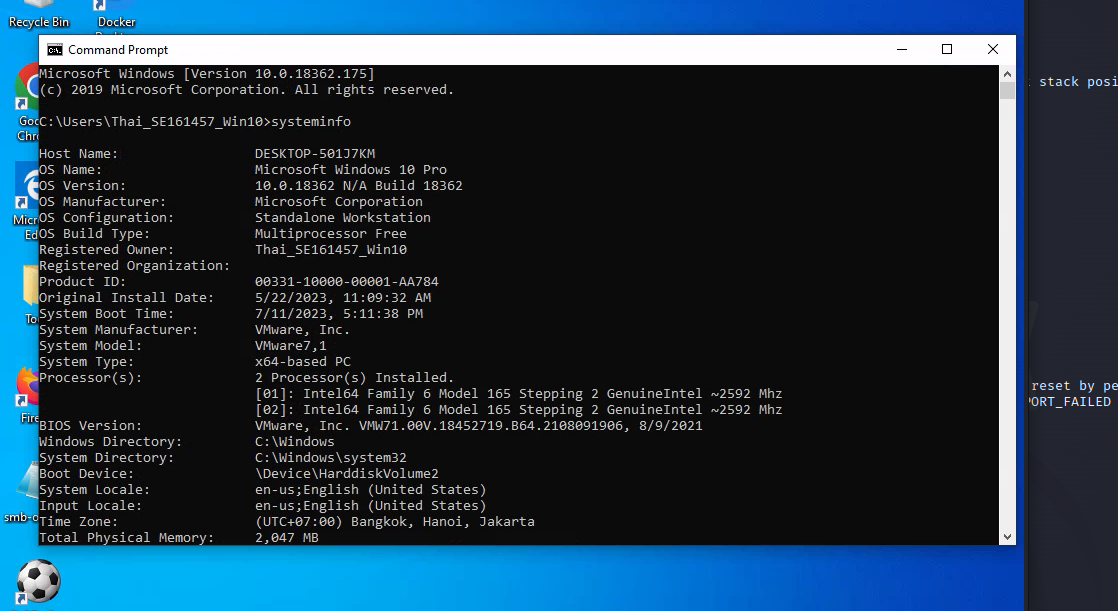 Recycle Bin
Docker
Command Prompt
Microsoft Windows [Version 10.0.18362.175]
(c) 2019 Microsoft Corporation. All rights reserved.
C:\Users\Thai_SE161457_Win10>systeminfo
Host Name: DESKTOP-501J7KM
OS Name: Microsoft Windows 10 Pro
OS Version: 10.0.18362 N/A Build 18362
OS Manufacturer: Microsoft Corporation
OS Configuration: Standalone Workstation
OS Build Type: Multiprocessor Free
Registered Owner: Thai_SE161457_Win10
Registered Organization:
Product ID: 00331-10000-00001-AA784
Original Install Date: 5/22/2023, 11:09:32 AM
System Boot Time: 7/11/2023, 5:11:38 PM
System Manufacturer: VMware, Inc.
System Model: VMware7,1
System Type: x64-based PC
Processor(s): 2 Processor(s) Installed.
[01]: Intel64 Family 6 Model 165 Stepping 2 GenuineIntel ~2592 Mhz
[02]: Intel64 Family 6 Model 165 Stepping 2 GenuineIntel ~2592 Mhz
BIOS Version: VMware, Inc. VMW71.00V.18452719.B64.2108091906, 8/9/2021
Windows Directory: C:\Windows
System Directory: C:\Windows\system32
Boot Device: \Device\HarddiskVolume2
System Locale: en-us;English (United States)
Input Locale: en-us;English (United States)
Time Zone: (UTC+07:00) Bangkok, Hanoi, Jakarta
Total Physical Memory: 2,047 MB
Goo
Chr
Micr
Ed
To
Fire
smb-
stack posi
reset by pe
ORT_FAILED